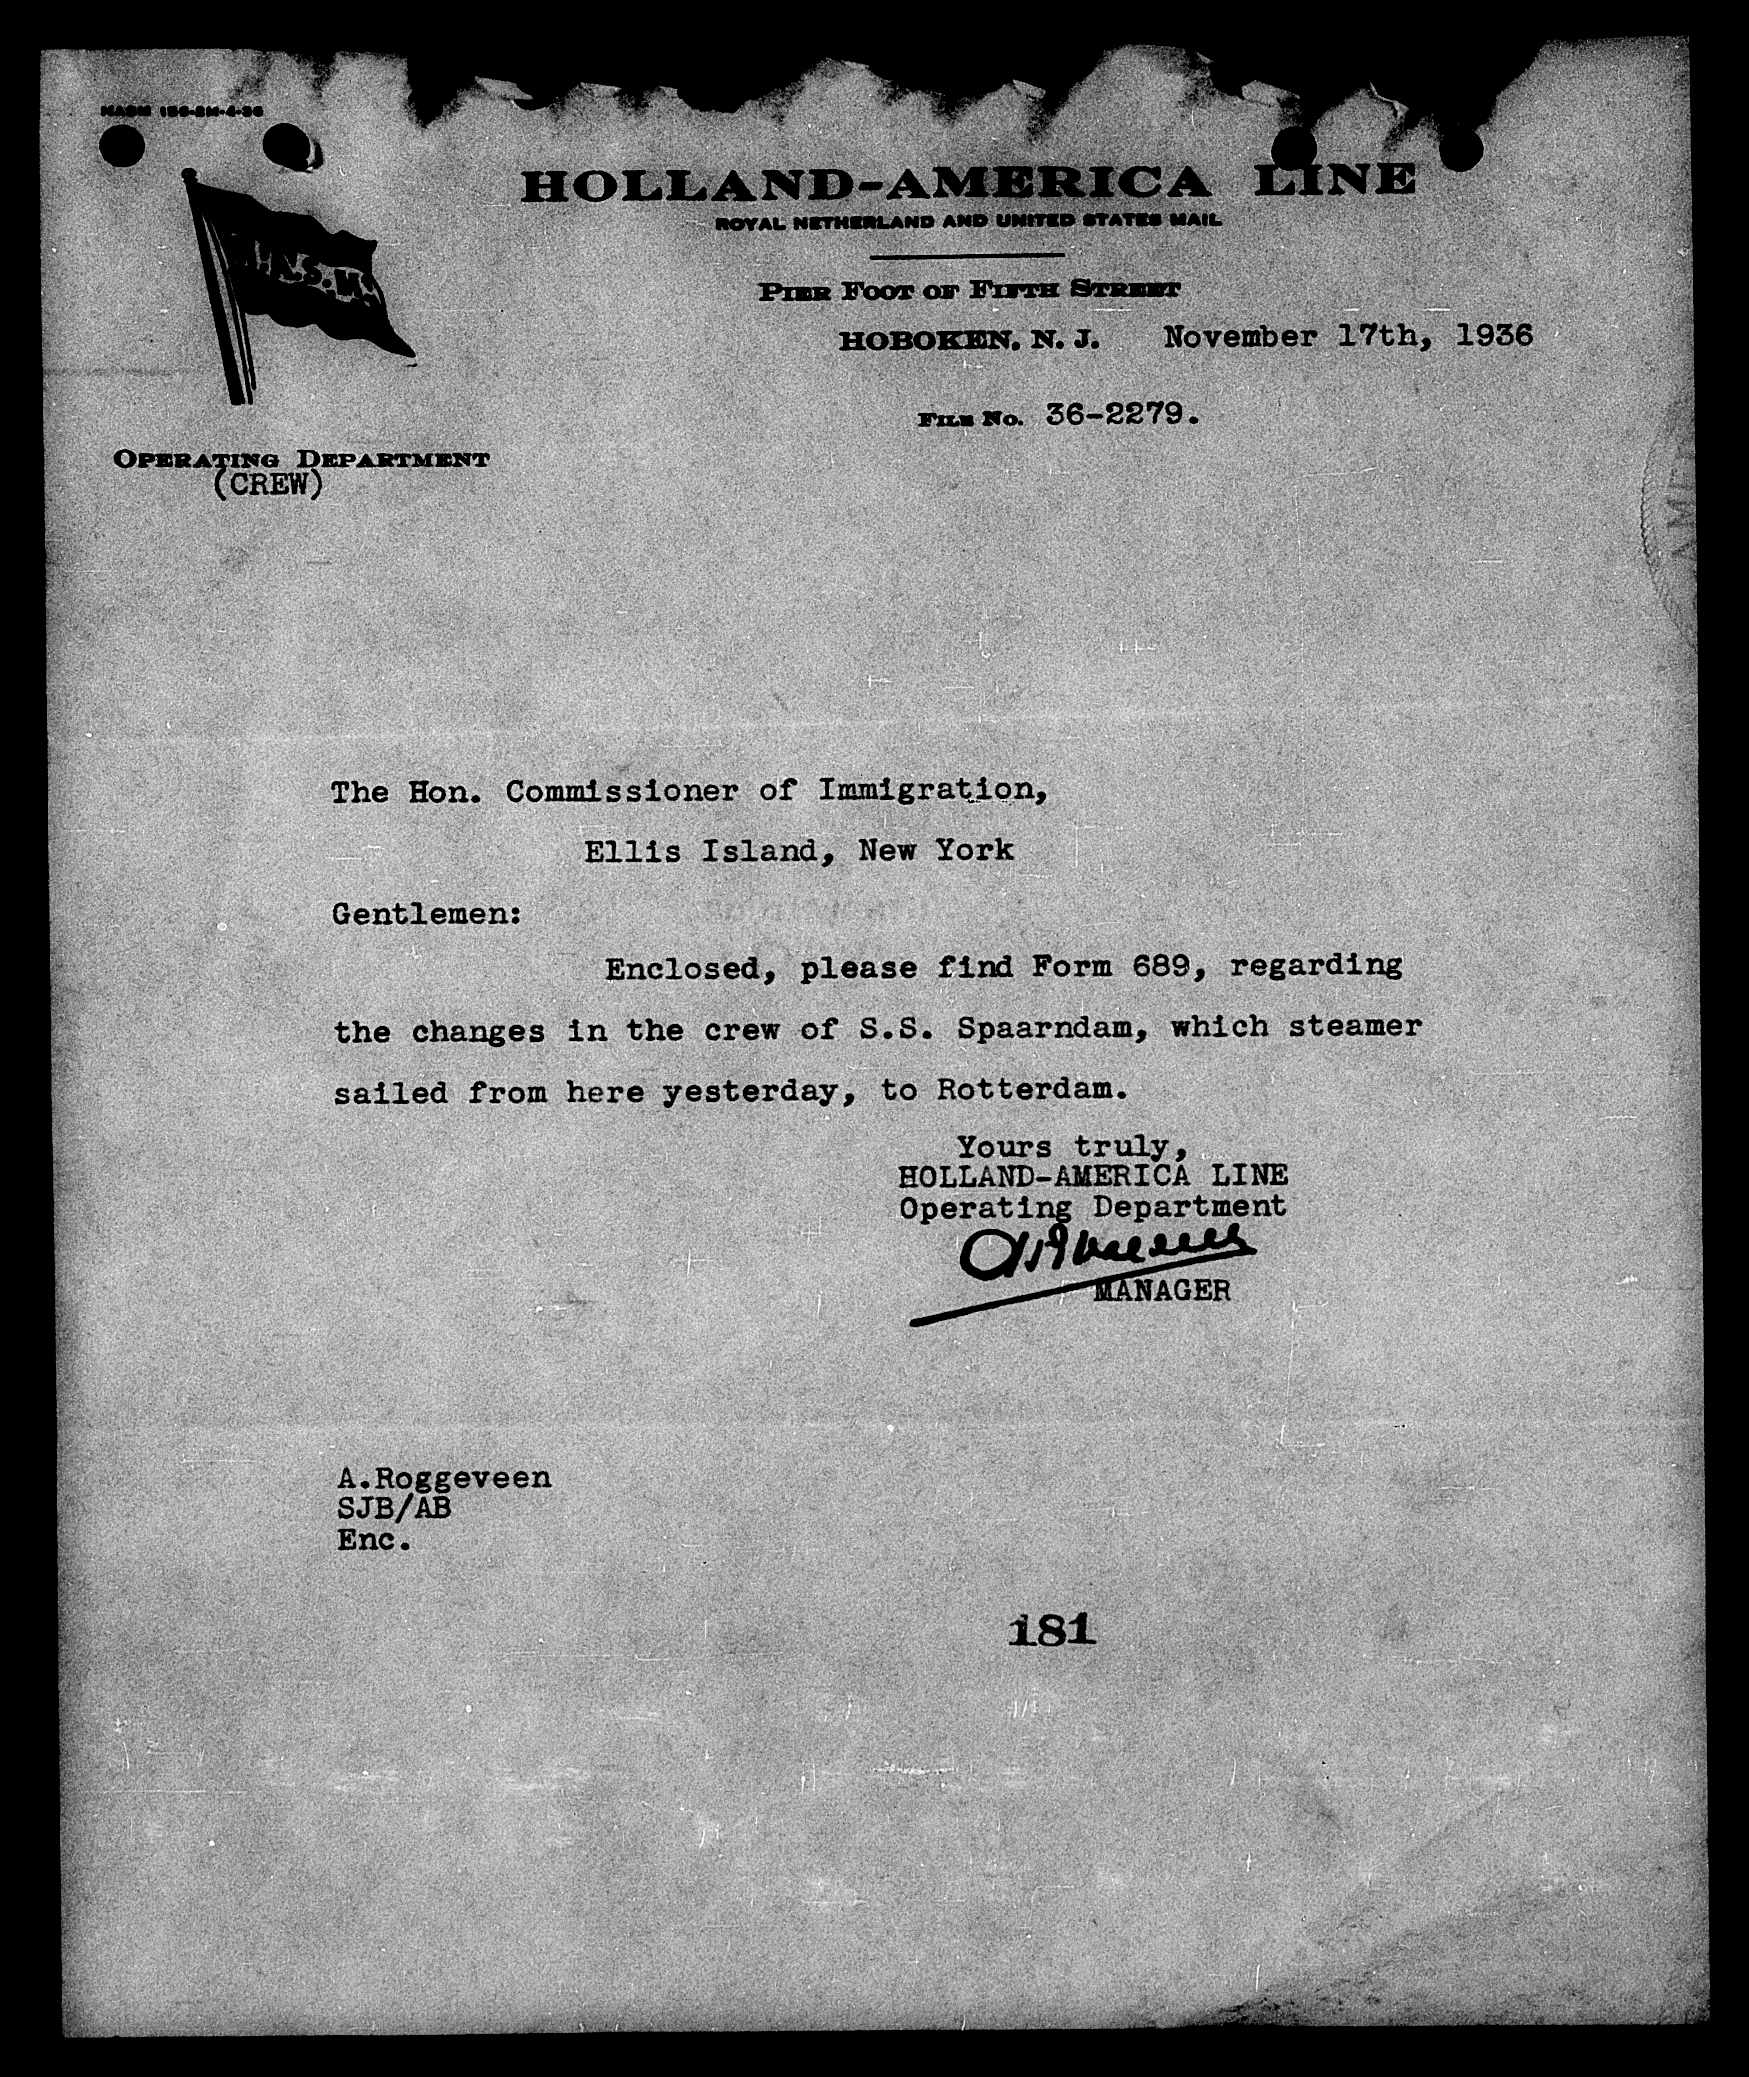 HOLLAND-AMERICA LINE
ROYAL NETHERLAND AND UNITED STATES MAIL
PIER FOOT OF FIFTH STREET
HOBOKEN, N. J. November 17th, 1936
FILE No. 36-2279.
OPERATING DEPARTMENT
(CREW)
The Hon. Commissioner of Immigration,
Ellis Island, New York
Gentlemen:
Enclosed, please find Form 689, regarding
the changes in the crew of S.S. Spaarndam, which steamer
sailed from here yesterday, to Rotterdam.
Yours truly,
HOLLAND-AMERICA LINE
Operating Department
MANAGER
A.Roggeveen
SJB/AB
Enc.
181